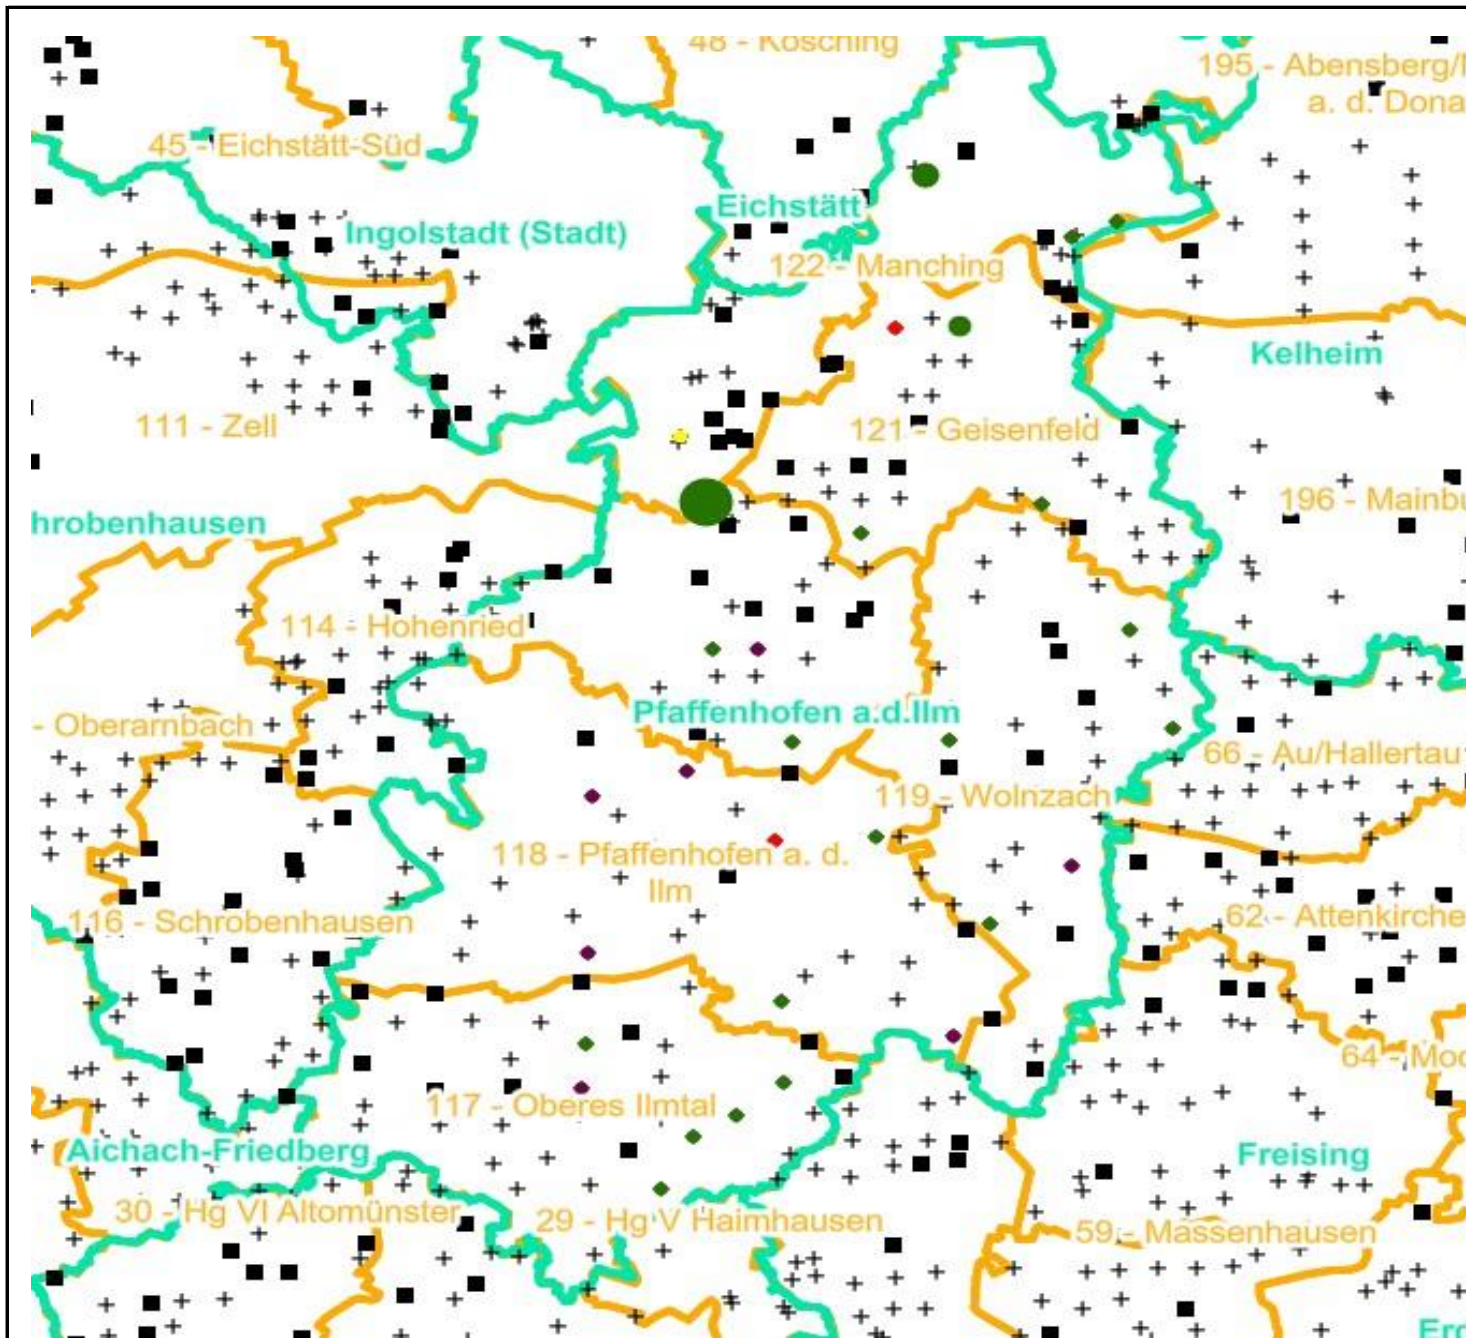 48 - Kösching
195 - Abensberg/
a. d. Dona
45 - Eichstätt-Süd
Eichstätt
Ingolstadt (Stadt)
122 - Manching
Kelheim
111 - Zell
121 - Geisenfeld
196 - Mainbu
hrobenhausen
114 - Hohenried
Pfaffenhofen a.d.Ilm
- Oberarnbach
66 - Au/Hallertau
119 - Wolnzach
118 - Pfaffenhofen a. d.
Ilm
116 - Schrobenhausen
62 - Attenkirche
64 - Moo
117 - Oberes Ilmtal
Aichach-Friedberg
Freising
30 - Hg VI Altomünster
29 - Hg V Haimhausen
59 - Massenhausen